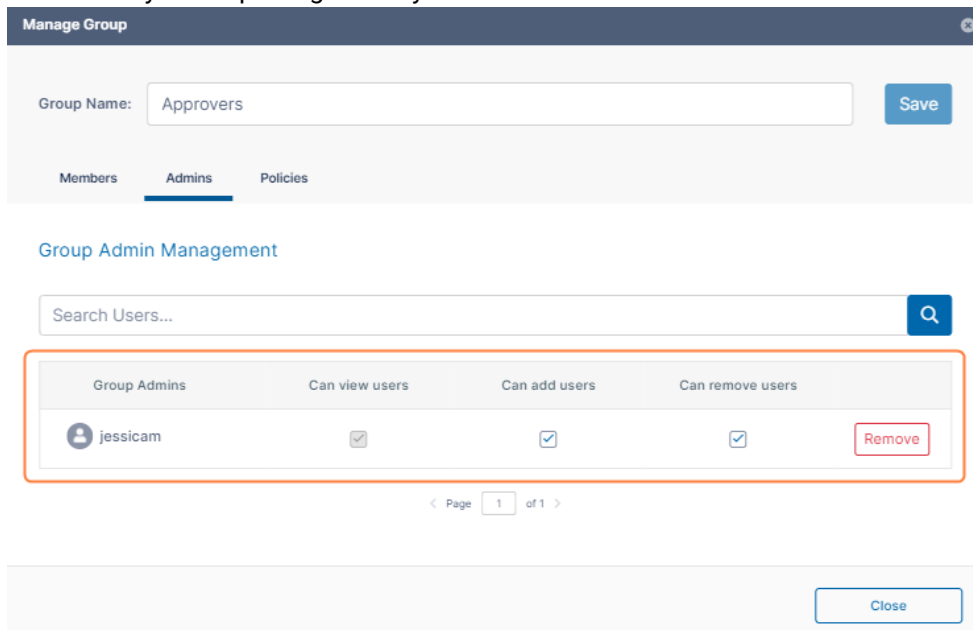 Manage Group
Group Name: Approvers Save
Members Admins Policies
Group Admin Management
Search Users...
Group Admins Can view users Can add users Can remove users
jessicam Remove
< Page 1 of 1 >
Close